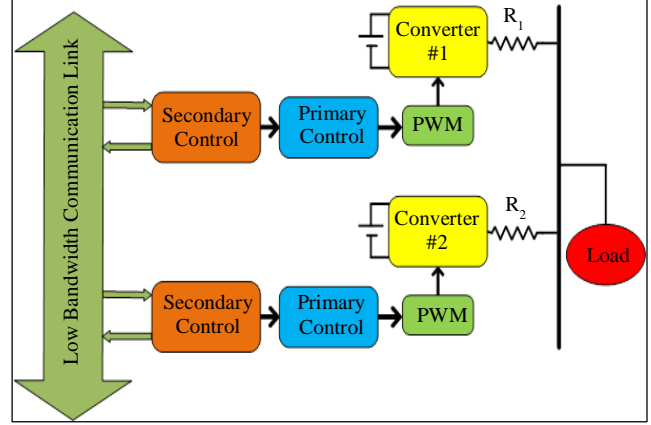 Low Bandwidth Communication Link
Converter
#1
R1
Secondary
Control
Primary
Control
PWM
Converter
#2
R2
Load
Secondary
Control
Primary
Control
PWM